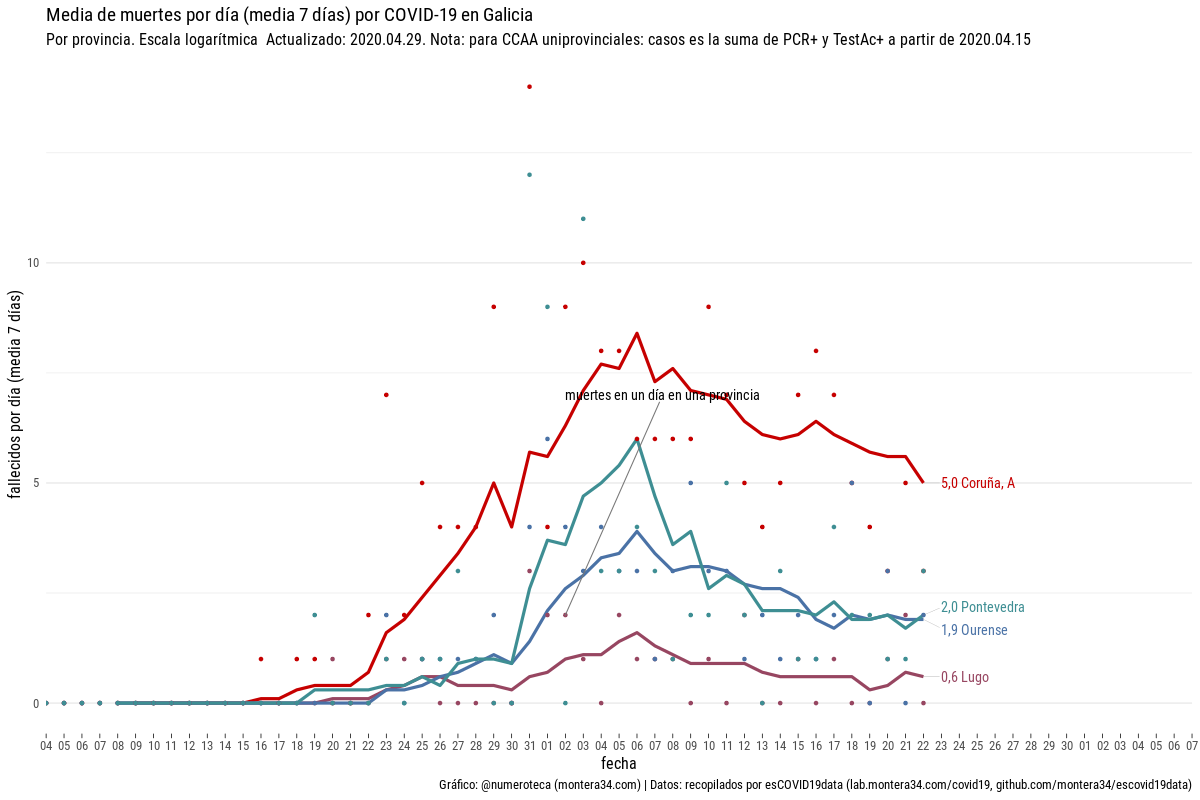 Media de muertes por día (media 7 días) por COVID-19 en Galicia
Por provincia. Escala logarítmica  Actualizado: 2020.04.29. Nota: para CCAA uniprovinciales: casos es la suma de PCR+ y TestAc+ a partir de 2020.04.15
fallecidos por día (media 7 días)
10
5
0
muertes en un día en una provincia
5,0 Coruña, A
2,0 Pontevedra
1,9 Ourense
0,6 Lugo
04 05 06 07 08 09 10 11 12 13 14 15 16 17 18 19 20 21 22 23 24 25 26 27 28 29 30 31 01 02 03 04 05 06 07 08 09 10 11 12 13 14 15 16 17 18 19 20 21 22 23 24 25 26 27 28 29 30 01 02 03 04 05 06 07
fecha
Gráfico: @numeroteca (montera34.com) | Datos: recopilados por esCOVID19data (lab.montera34.com/covid19, github.com/montera34/escovid19data)